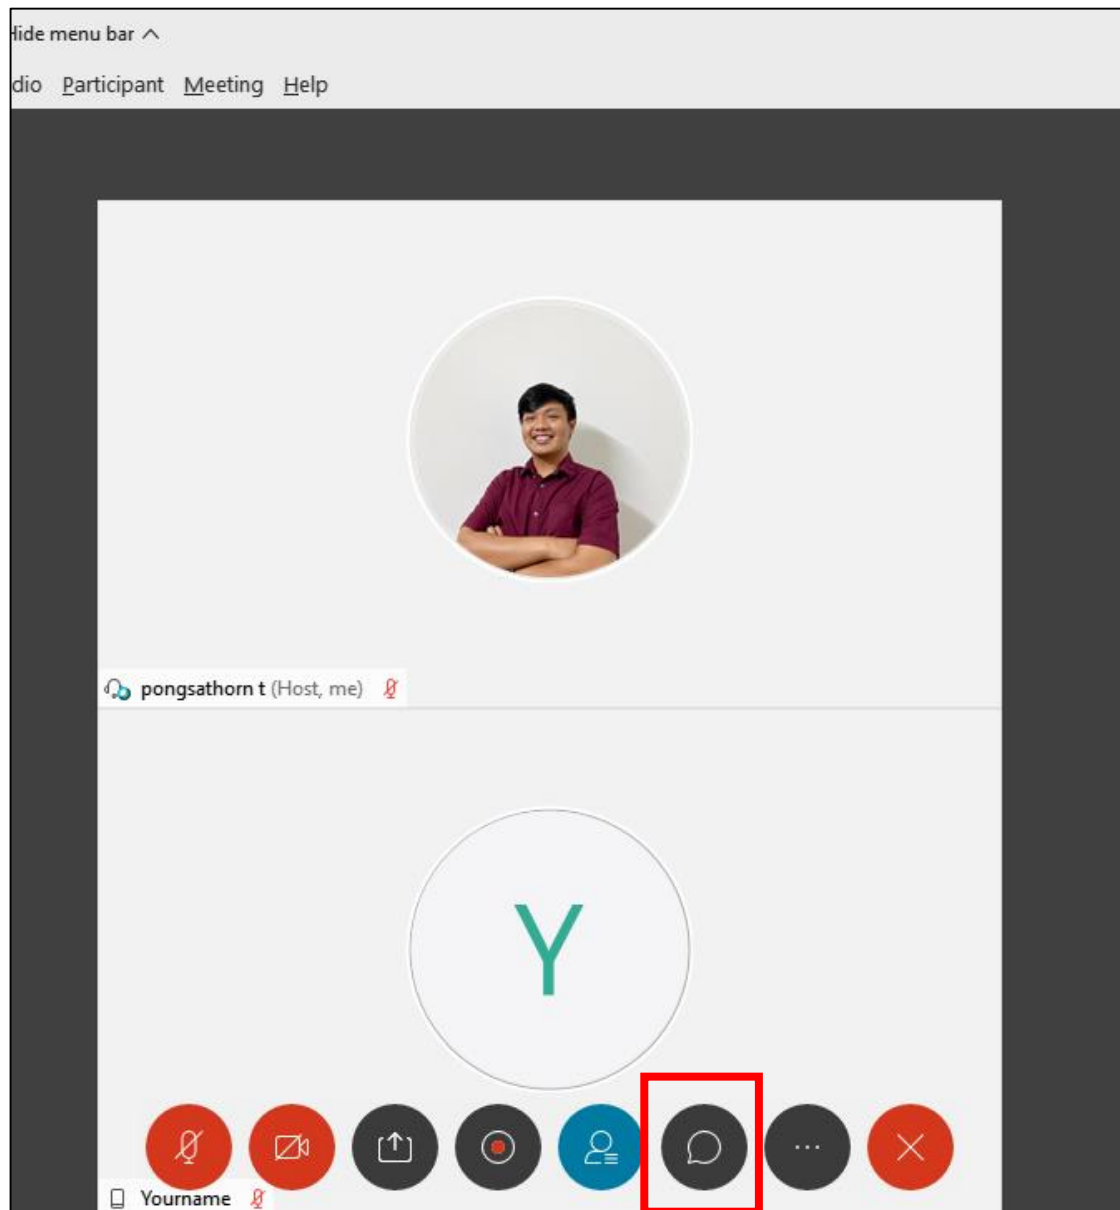 Hide menu bar
dio Participant Meeting Help
pongsathorn t (Host, me)
Y
Yourname